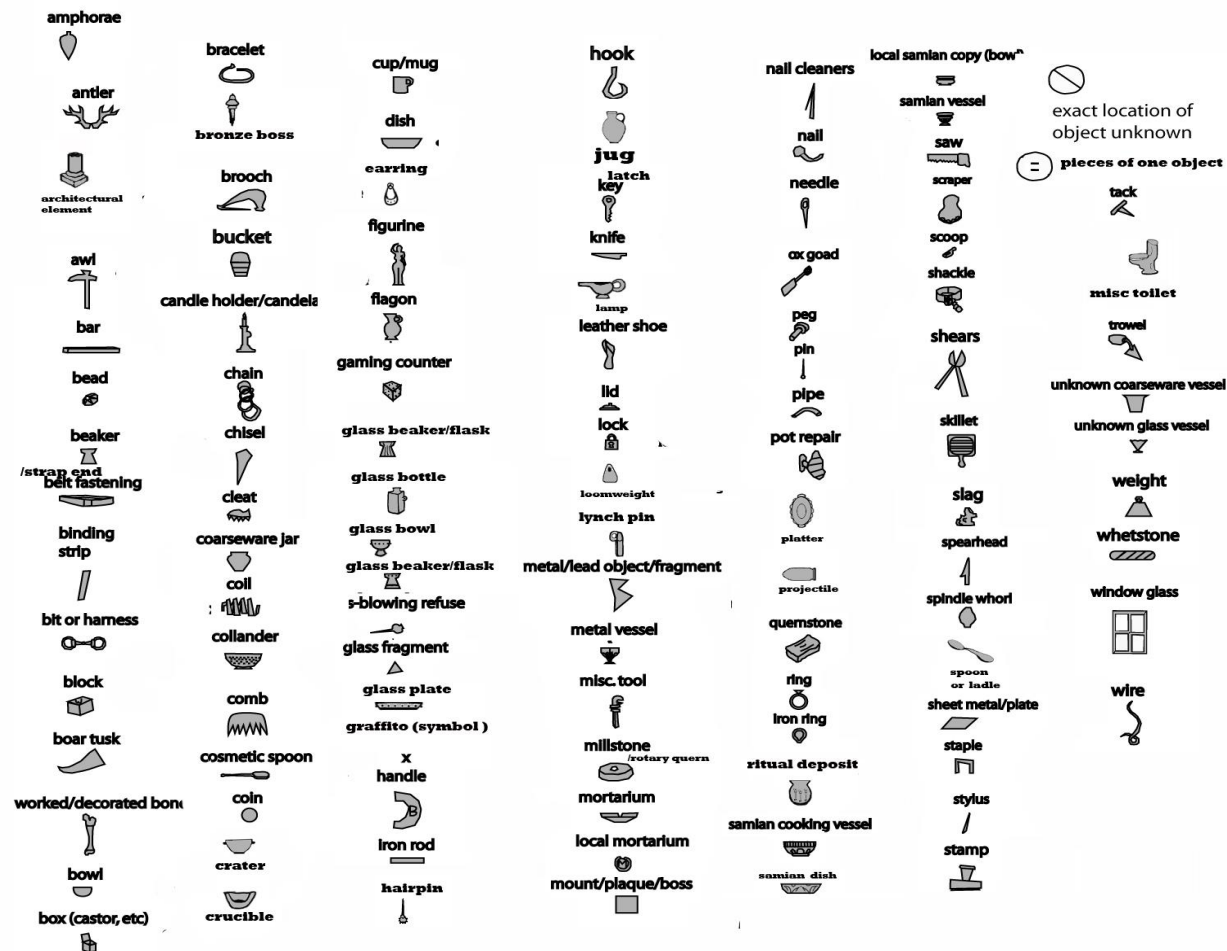 amphorae
antler
architectural
element
awl
bar
bead
beaker
/strap end
belt fastening
binding
strip
bit or harness
block
boar tusk
worked/decorated bone
bowl
box (castor, etc)
bracelet
bronze boss
brooch
bucket
candle holder/candela
chain
chisel
cleat
coarseware jar
coil
collander
comb
cosmetic spoon
coin
crater
crucible
cup/mug
dish
earring
figurine
flagon
gaming counter
glass beaker/flask
glass bottle
glass bowl
glass beaker/flask
s-blowing refuse
glass fragment
glass plate
graffito (symbol )
x
handle
B
iron rod
hairpin
hook
jug
latch
key
knife
lamp
leather shoe
lid
lock
loomweight
lynch pin
metal/lead object/fragment
metal vessel
misc. tool
millstone
/rotary quern
mortarium
local mortarium
mount/plaque/boss
nail cleaners
nail
needle
ox goad
peg
pin
pipe
pot repair
platter
projectile
quernstone
ring
iron ring
ritual deposit
samian cooking vessel
samian dish
local samian copy (bow
samian vessel
saw
scraper
scoop
shackle
shears
skillet
slag
spearhead
spindle whorl
spoon
or ladle
sheet metal/plate
staple
stylus
stamp
exact location of
object unknown
= pieces of one object
tack
misc toilet
trowel
unknown coarseware vessel
unknown glass vessel
weight
whetstone
window glass
wire